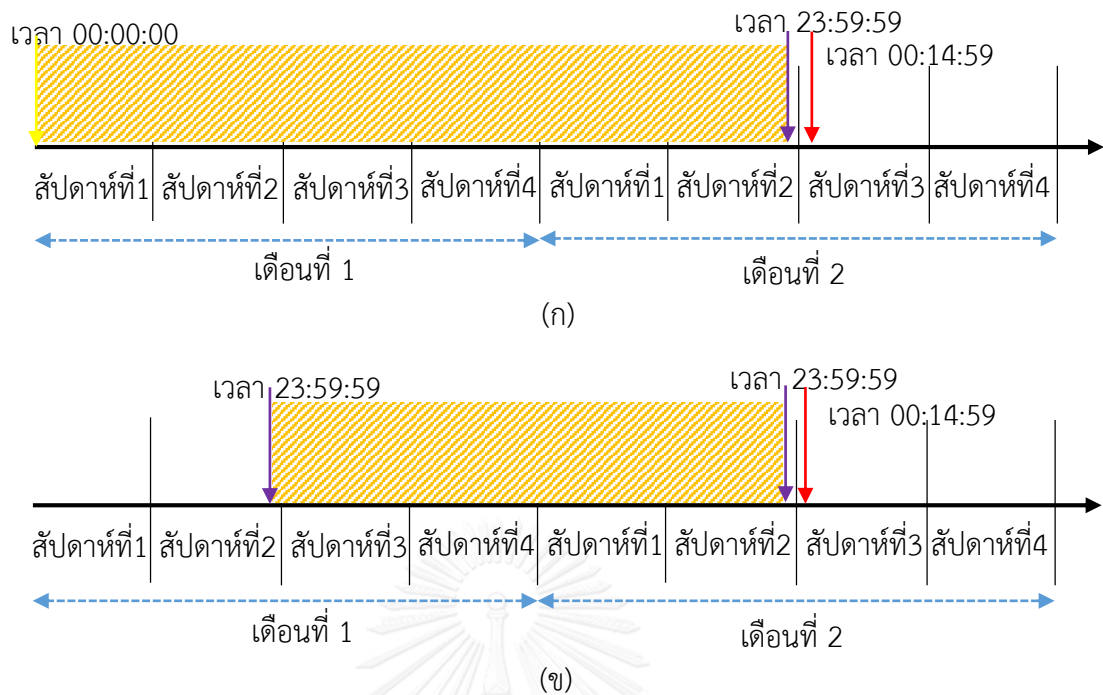 เวลา 23:59:59
เวลา 00:00:00
เวลา 00:14:59
สัปดาห์ที่1 สัปดาห์ที่2 สัปดาห์ที่3 สัปดาห์ที่4 สัปดาห์ที่1 สัปดาห์ที่2 สัปดาห์ที่3 สัปดาห์ที่4
เดือนที่ 1 เดือนที่ 2
(ก)
เวลา 23:59:59 เวลา 23:59:59
เวลา 00:14:59
สัปดาห์ที่1 สัปดาห์ที่2 สัปดาห์ที่3 สัปดาห์ที่4 สัปดาห์ที่1 สัปดาห์ที่2 สัปดาห์ที่3 สัปดาห์ที่4
เดือนที่ 1 เดือนที่ 2
(ข)